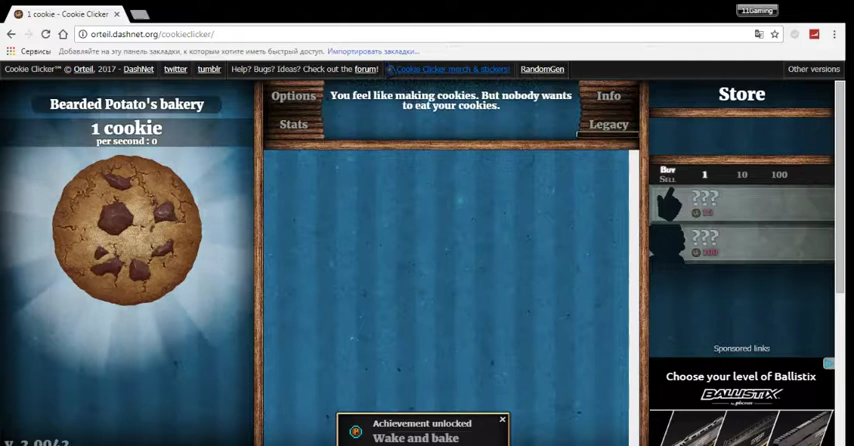 11Gaming
1 cookie - Cookie Clicker
orteil.dashnet.org/cookieclicker/
Сервисы
Добавляйте на эту панель закладки, к которым хотите иметь быстрый доступ. Импортировать закладки...
Cookie Clicker™ © Orteil, 2017 - DashNet
twitter
tumblr
Help? Bugs? Ideas? Check out the forum!
Cookie Clicker merch & stickers!
RandomGen
Other versions
Bearded Potato's bakery
1 cookie
per second : 0
Options
Stats
You feel like making cookies. But nobody wants
to eat your cookies.
Info
Legacy
Store
Buy
Sell
1
10
100
???
15
???
100
Sponsored links
Choose your level of Ballistix
BALLISTIX
Achievement unlocked
Wake and bake
v. 2.0042